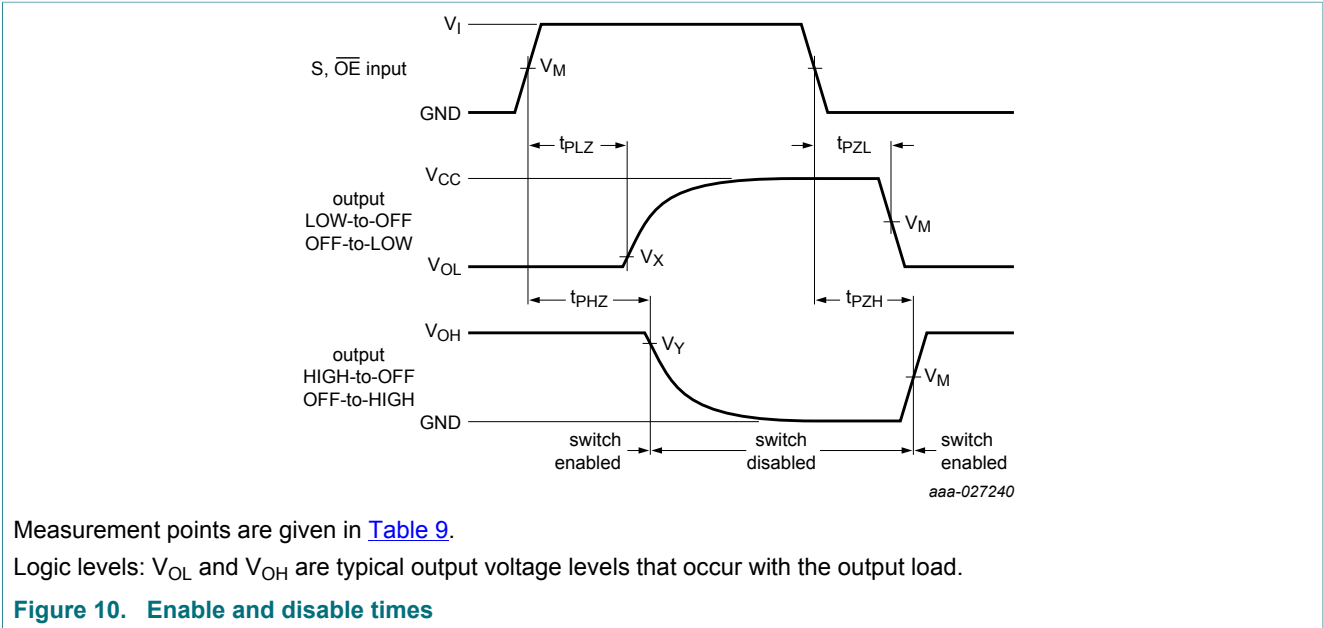 V_I
S, O̅E̅ input
V_M
GND
t_PLZ
t_PZL
V_CC
output
LOW-to-OFF
OFF-to-LOW
V_M
V_X
V_OL
t_PHZ
t_PZH
V_OH
V_Y
output
HIGH-to-OFF
OFF-to-HIGH
V_M
GND
switch
enabled
switch
disabled
switch
enabled
aaa-027240
Measurement points are given in Table 9.
Logic levels: V_OL and V_OH are typical output voltage levels that occur with the output load.
Figure 10. Enable and disable times